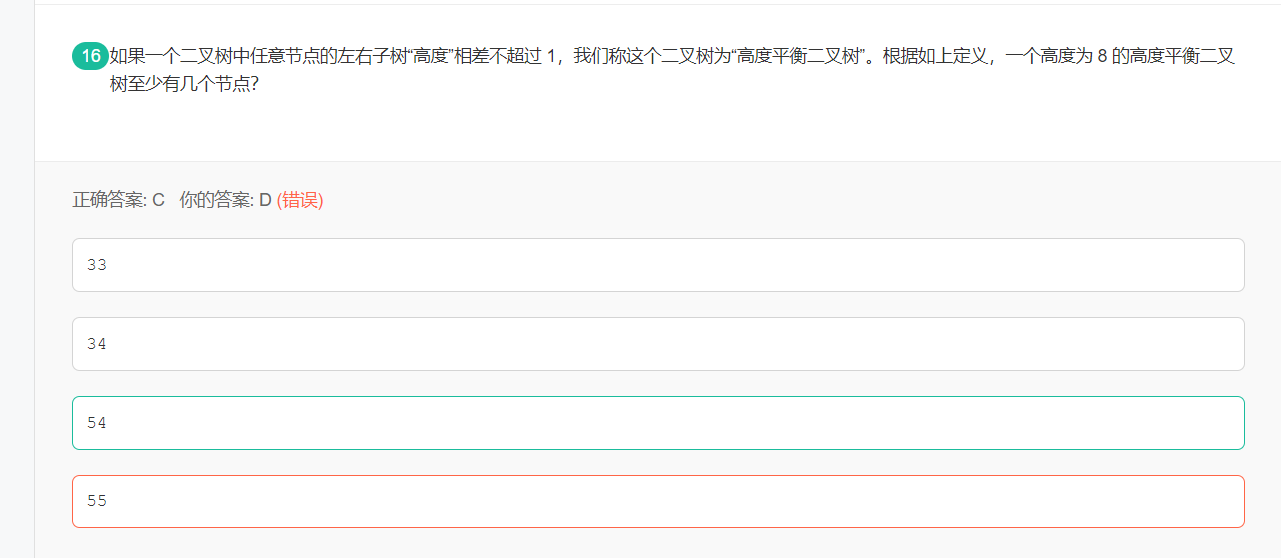 16 如果一个二叉树中任意节点的左右子树“高度”相差不超过 1，我们称这个二叉树为“高度平衡二叉树”。根据如上定义，一个高度为 8 的高度平衡二叉
树至少有几个节点？
正确答案: C 你的答案: D (错误)
33
34
54
55